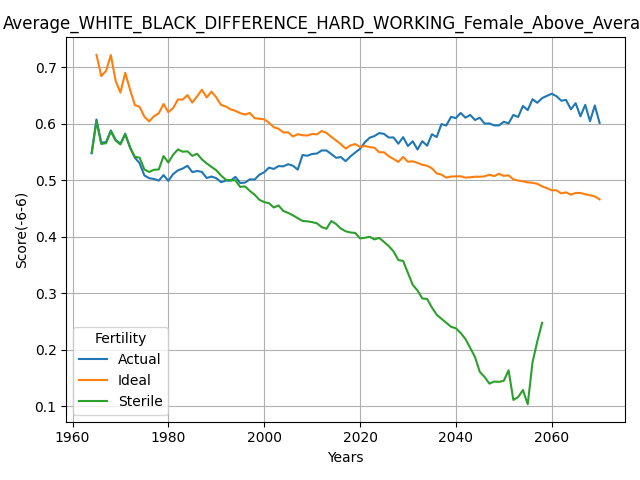 Average_WHITE_BLACK_DIFFERENCE_HARD_WORKING_Female_Above_Avera
0.7
0.6
0.5
0.4
0.3
0.2
0.1
Score(-6-6)
Fertility
Actual
Ideal
Sterile
1960
1980
2000
2020
2040
2060
Years